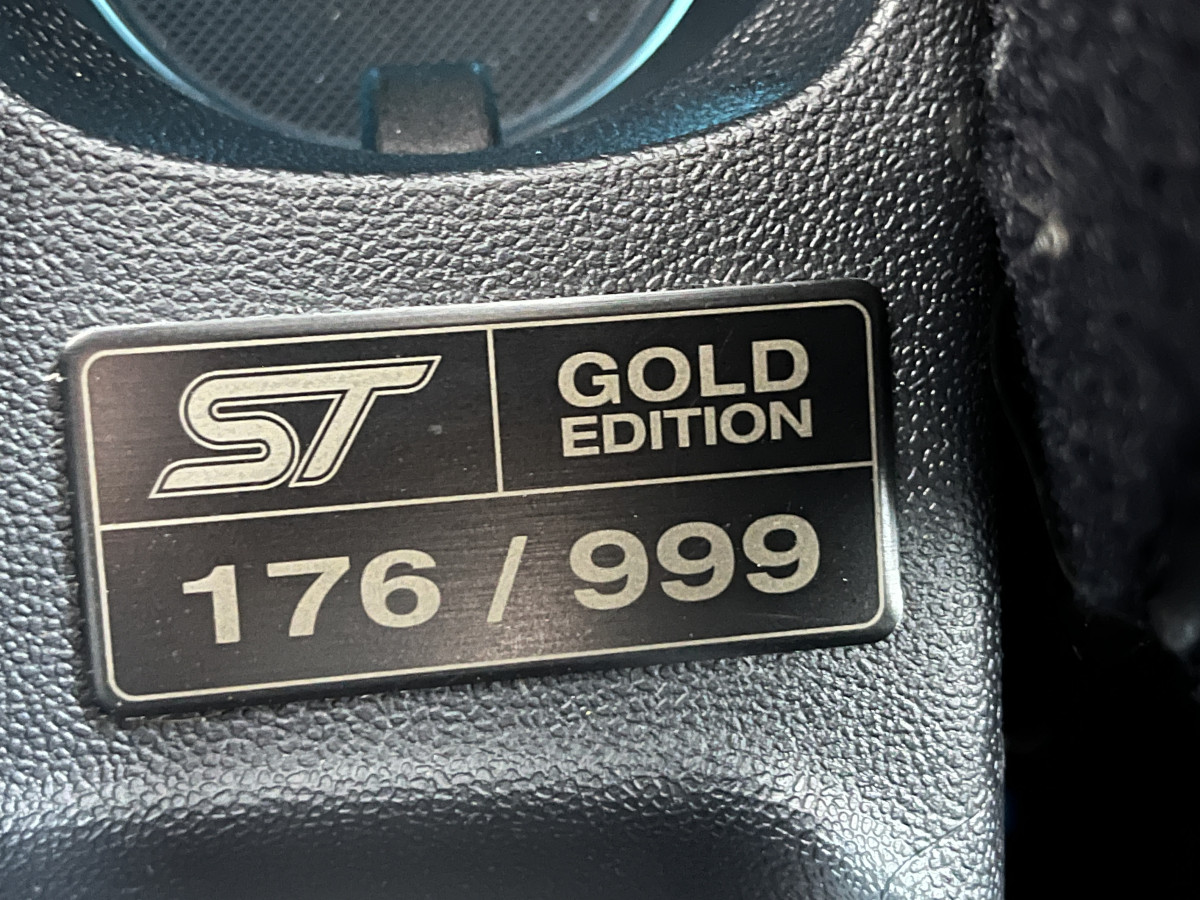 ST
GOLD
EDITION
176 / 999